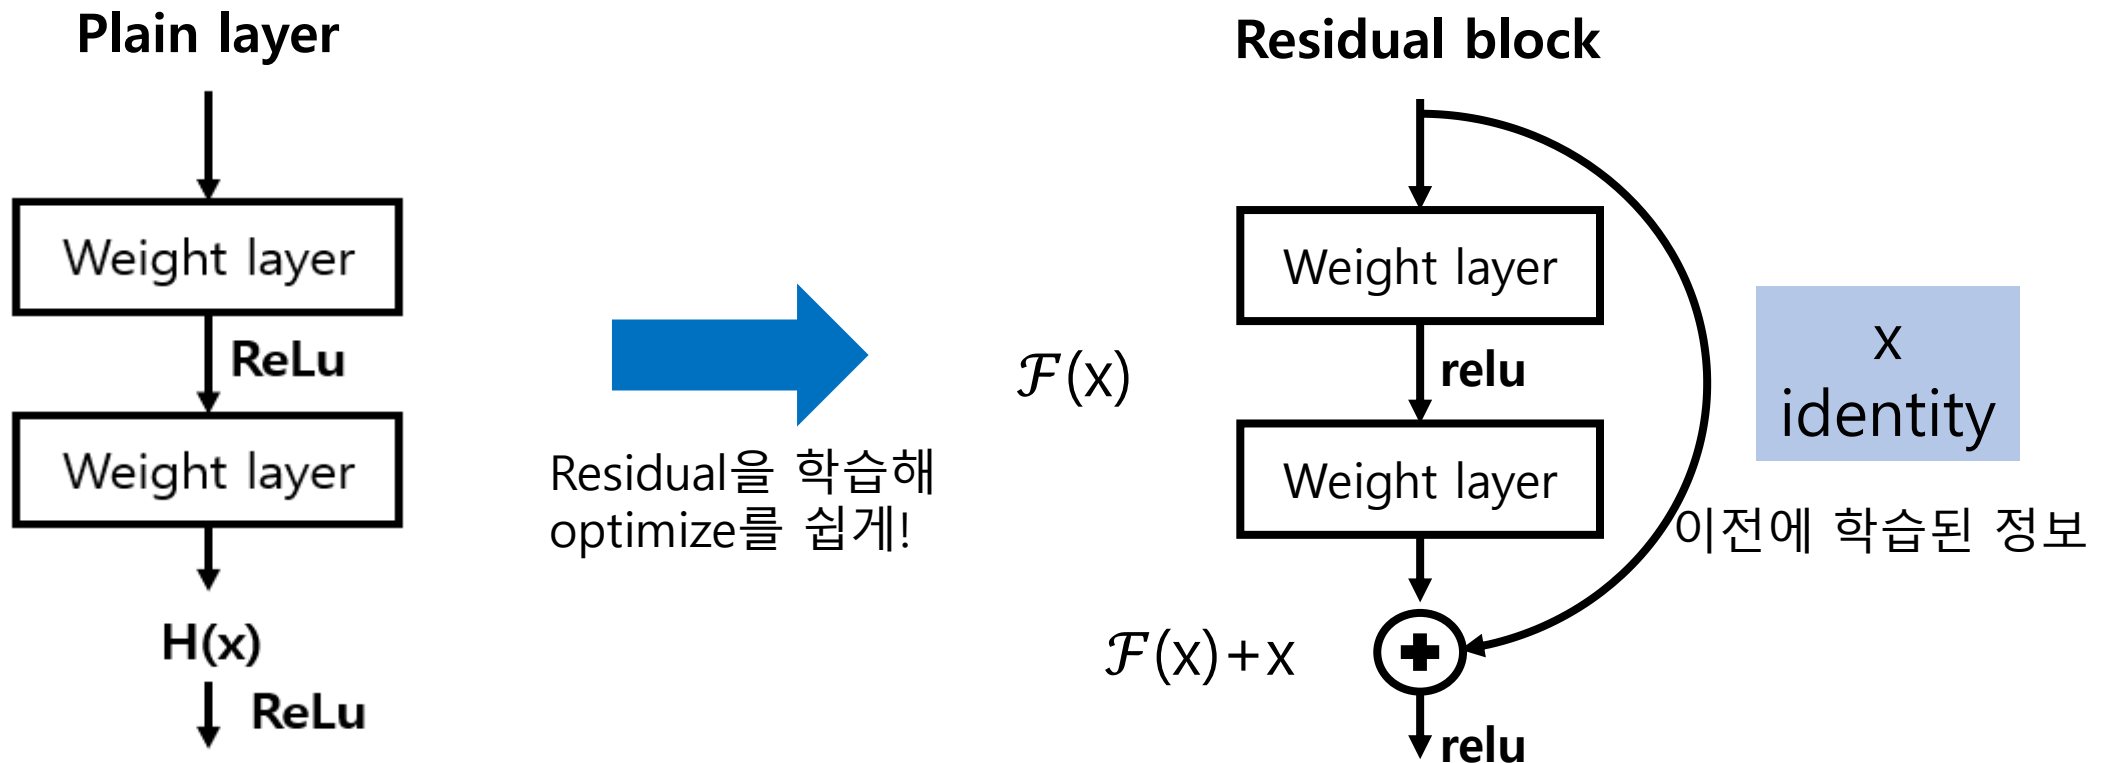 Plain layer
Weight layer
ReLu
Weight layer
H(x)
ReLu
Residual을 학습해
optimize를 쉽게!
Residual block
Weight layer
relu
ℱ(x)
Weight layer
ℱ(x)+x
relu
x
identity
이전에 학습된 정보